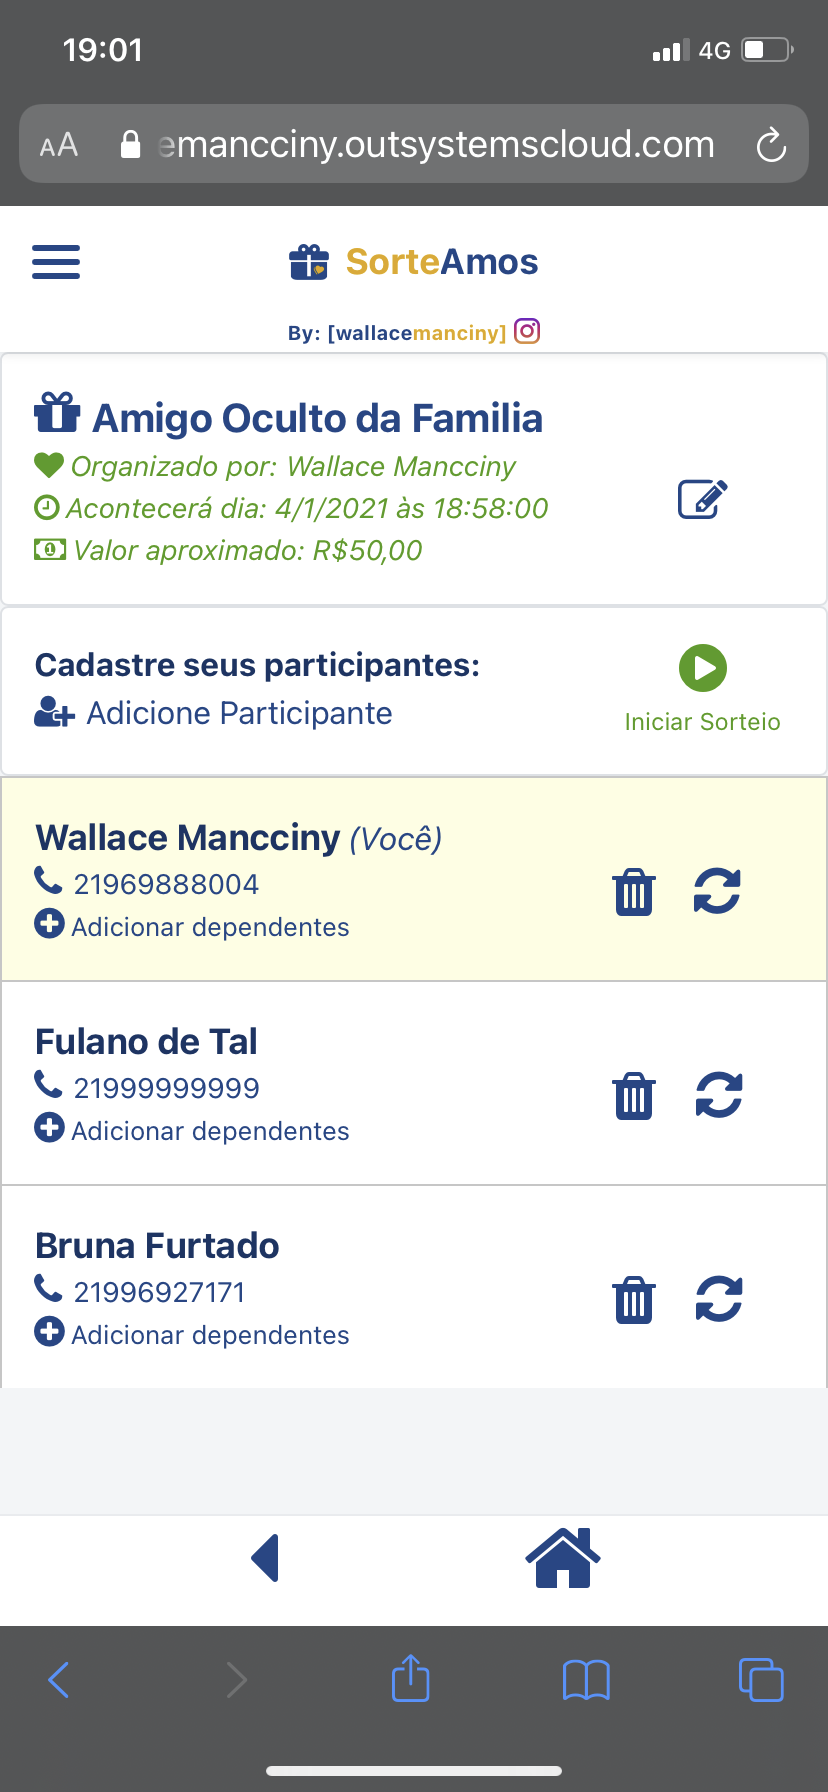 19:01
4G
AA
emancciny.outsystemscloud.com
SorteAmos
By: [wallacemanciny]
Amigo Oculto da Familia
Organizado por: Wallace Mancciny
Acontecerá dia: 4/1/2021 às 18:58:00
Valor aproximado: R$50,00
Cadastre seus participantes:
Adicione Participante
Iniciar Sorteio
Wallace Mancciny (Você)
21969888004
Adicionar dependentes
Fulano de Tal
21999999999
Adicionar dependentes
Bruna Furtado
21996927171
Adicionar dependentes